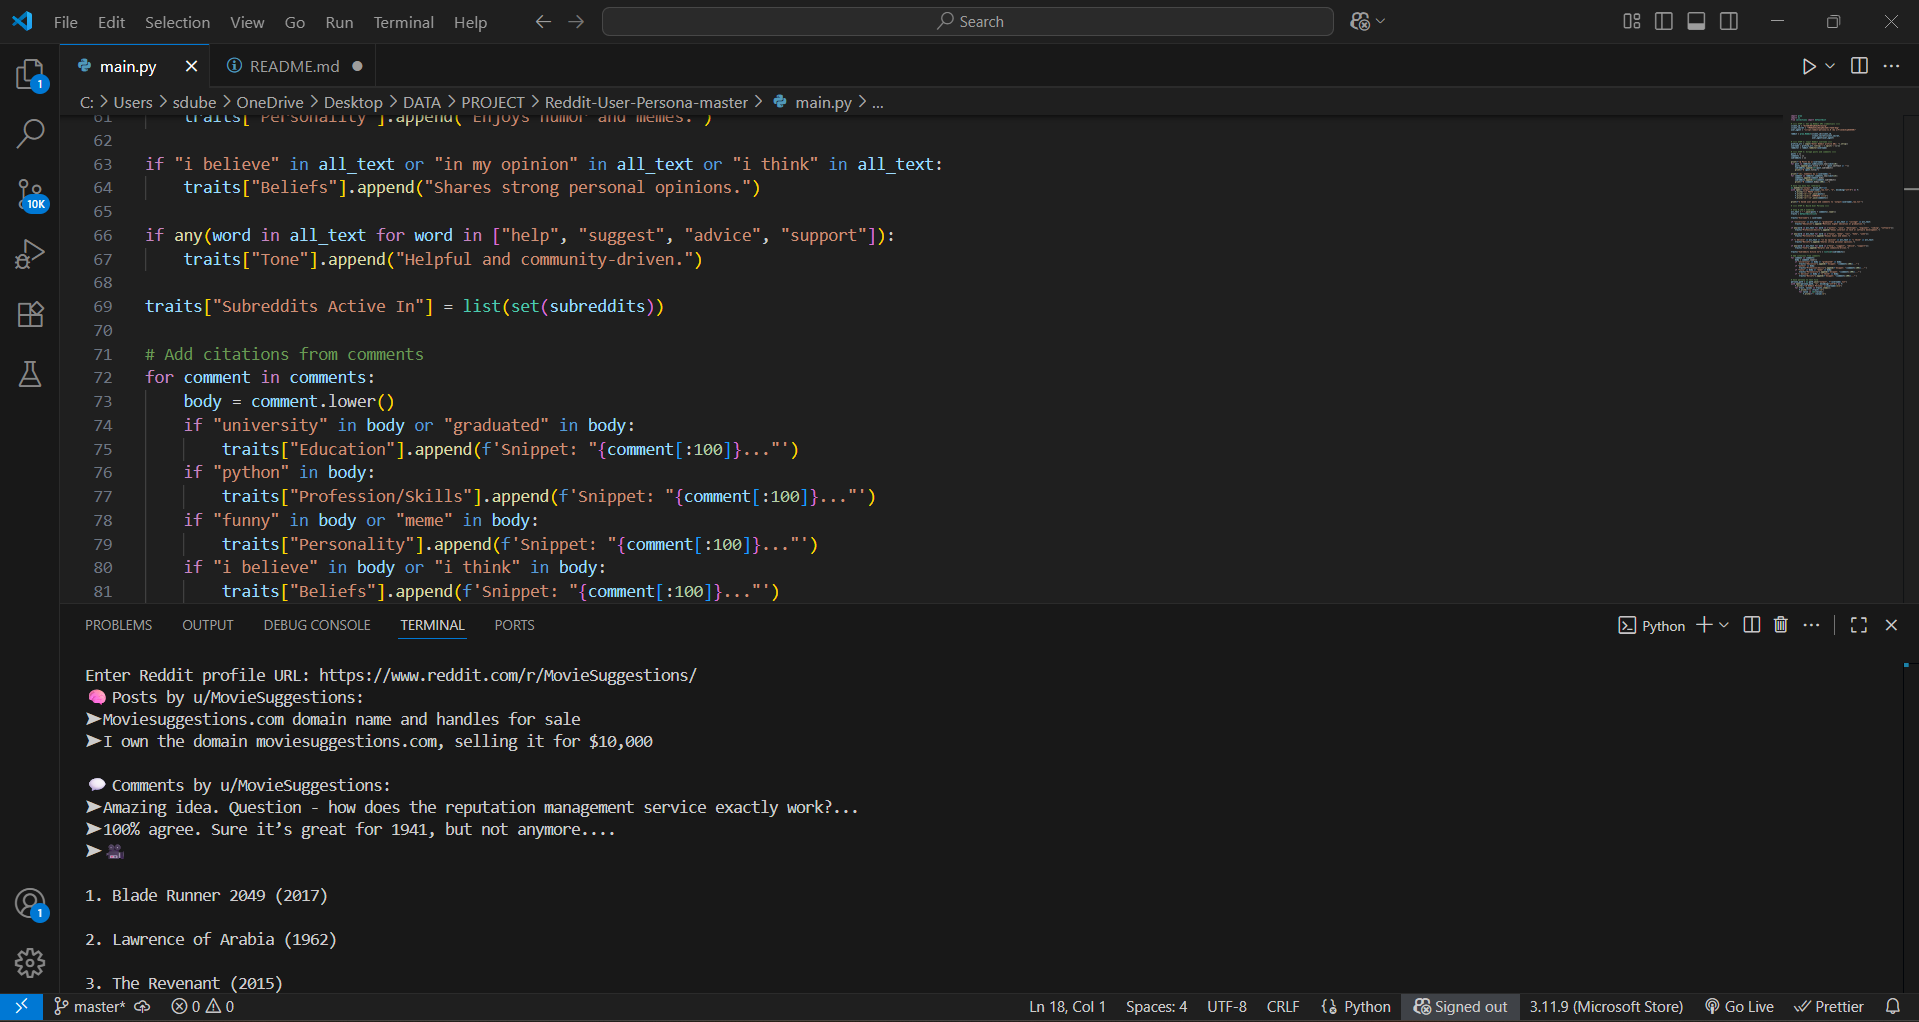 File Edit Selection View Go Run Terminal Help
Search
main.py
README.md
C: > Users > sdube > OneDrive > Desktop > DATA > PROJECT > Reddit-User-Persona-master > main.py > ...
61 traits["Personality"].append("Enjoys humor and memes.")
62
63 if "i believe" in all_text or "in my opinion" in all_text or "i think" in all_text:
64 traits["Beliefs"].append("Shares strong personal opinions.")
65
66 if any(word in all_text for word in ["help", "suggest", "advice", "support"]):
67 traits["Tone"].append("Helpful and community-driven.")
68
69 traits["Subreddits Active In"] = list(set(subreddits))
70
71 # Add citations from comments
72 for comment in comments:
73 body = comment.lower()
74 if "university" in body or "graduated" in body:
75 traits["Education"].append(f'Snippet: "{comment[:100]}..."')
76 if "python" in body:
77 traits["Profession/Skills"].append(f'Snippet: "{comment[:100]}..."')
78 if "funny" in body or "meme" in body:
79 traits["Personality"].append(f'Snippet: "{comment[:100]}..."')
80 if "i believe" in body or "i think" in body:
81 traits["Beliefs"].append(f'Snippet: "{comment[:100]}..."')
1
10K
1
PROBLEMS OUTPUT DEBUG CONSOLE TERMINAL PORTS
Python
Enter Reddit profile URL: https://www.reddit.com/r/MovieSuggestions/
🧠 Posts by u/MovieSuggestions:
➤Moviesuggestions.com domain name and handles for sale
➤I own the domain moviesuggestions.com, selling it for $10,000
💬 Comments by u/MovieSuggestions:
➤Amazing idea. Question - how does the reputation management service exactly work?...
➤100% agree. Sure it’s great for 1941, but not anymore....
➤ 🎥
1. Blade Runner 2049 (2017)
2. Lawrence of Arabia (1962)
3. The Revenant (2015)
master* 0 0 Ln 18, Col 1 Spaces: 4 UTF-8 CRLF Python Signed out 3.11.9 (Microsoft Store) Go Live Prettier